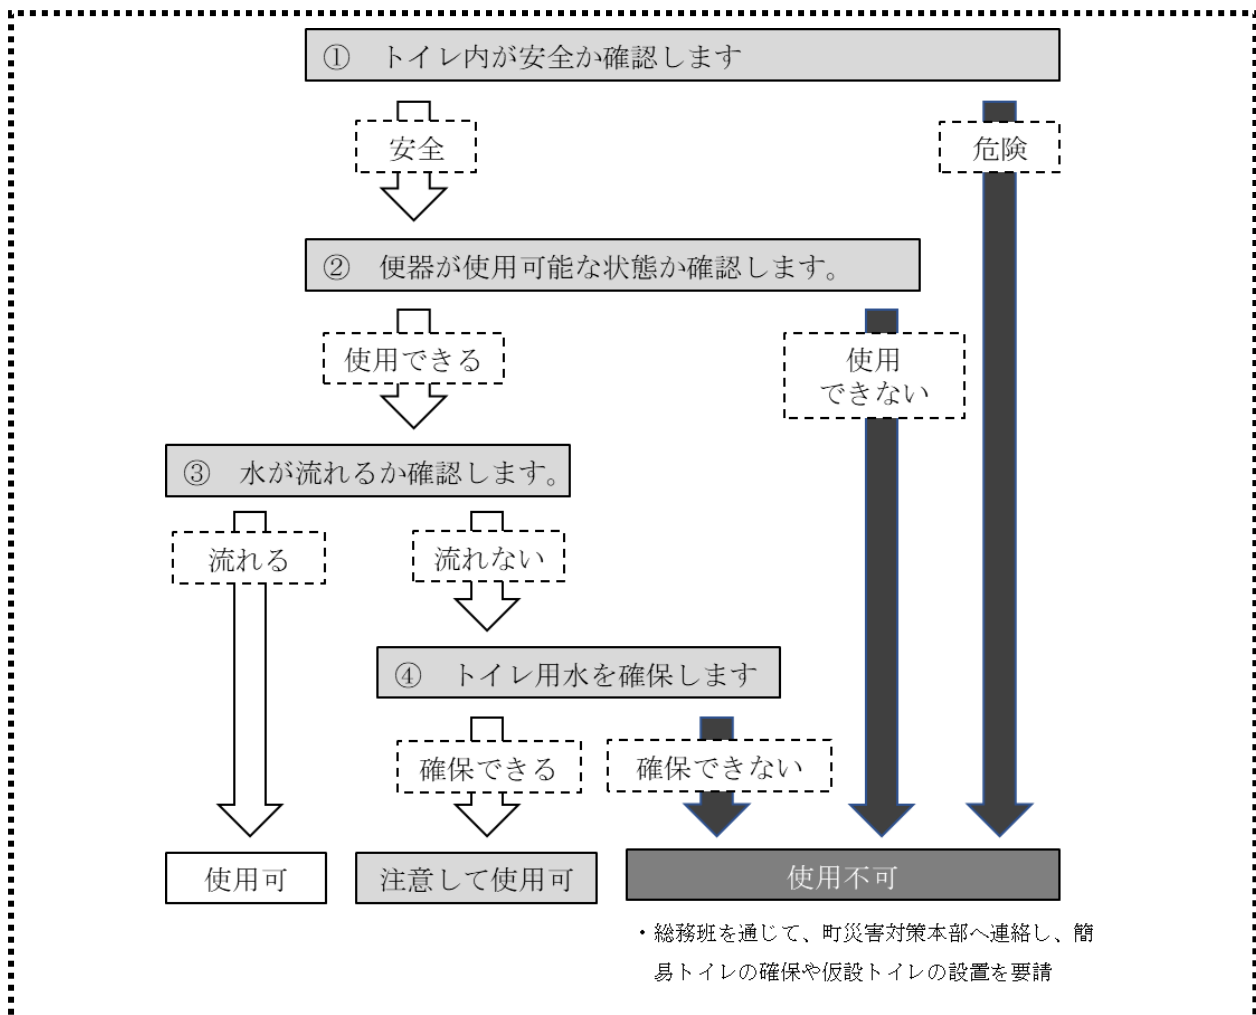 ① トイレ内が安全か確認します
安全
危険
② 便器が使用可能な状態か確認します。
使用できる
使用
できない
③ 水が流れるか確認します。
流れる
流れない
④ トイレ用水を確保します
確保できる
確保できない
使用可
注意して使用可
使用不可
・総務班を通じて、町災害対策本部へ連絡し、簡
易トイレの確保や仮設トイレの設置を要請